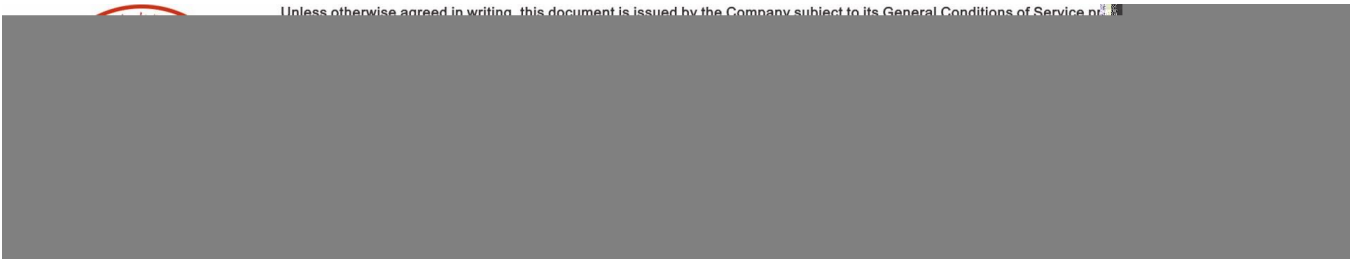 Unless otherwise agreed in writing, this document is issued by the Company subject to its General Conditions of Service